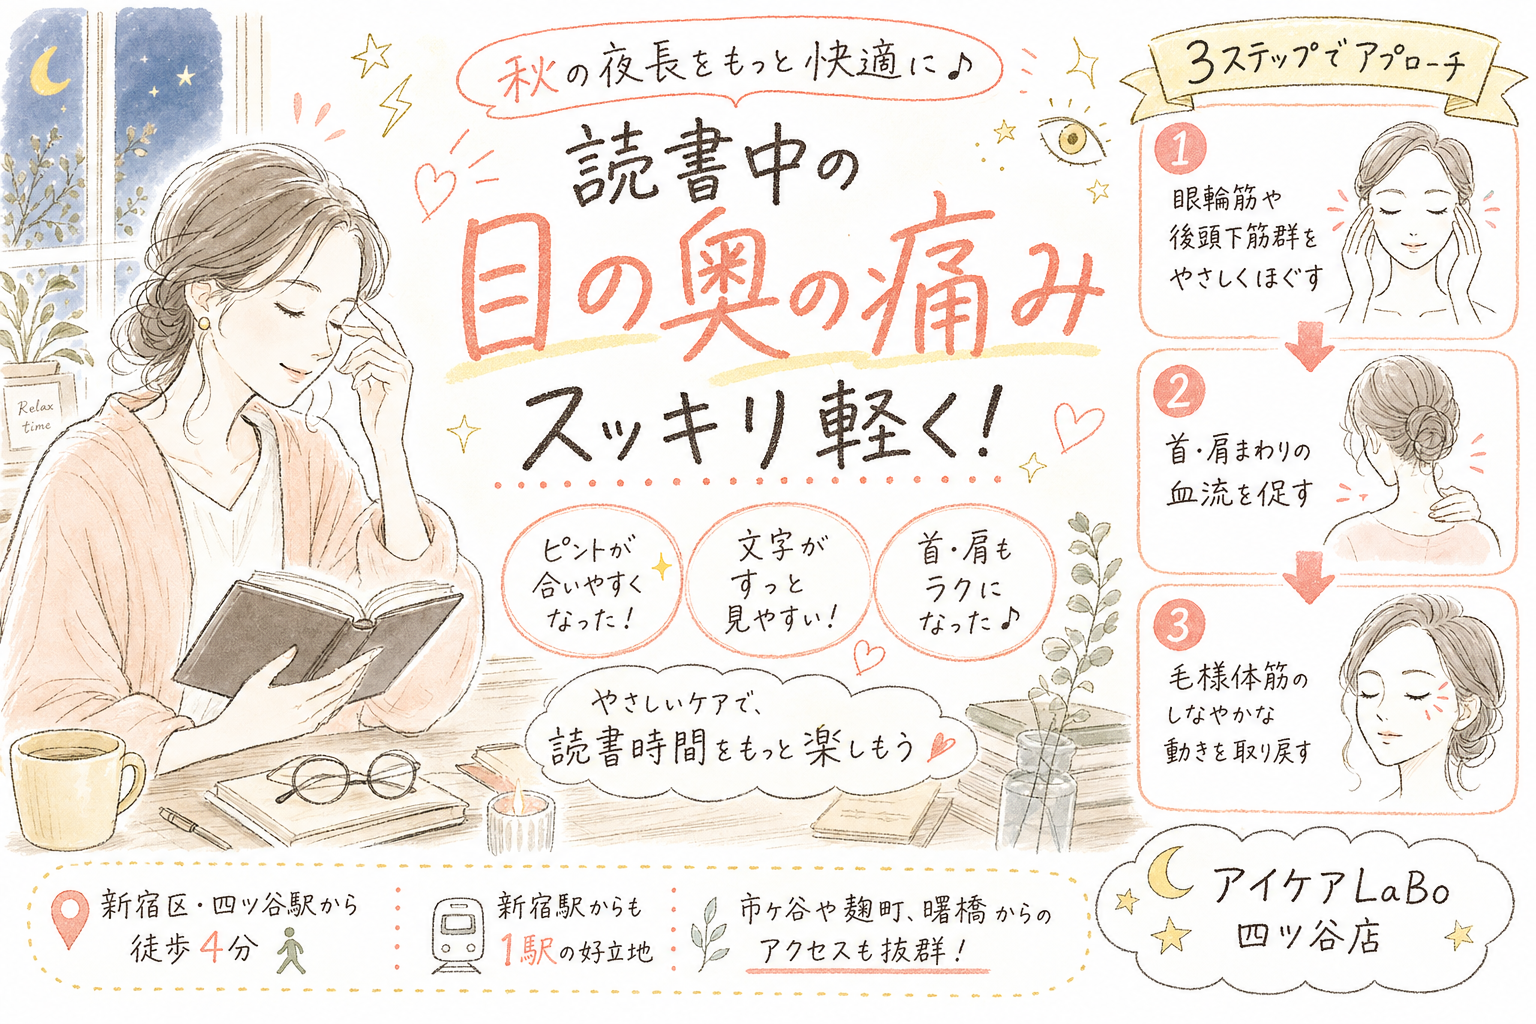 秋の夜長をもっと快適に♪
読書中の
目の奥の痛み
スッキリ軽く!
ピントが
合いやすく
なった!
文字が
すっと
見やすい!
首・肩も
ラクに
なった♪
やさしいケアで、
読書時間をもっと楽しもう
Relax
time
3ステップでアプローチ
1
眼輪筋や
後頭下筋群を
やさしくほぐす
2
首・肩まわりの
血流を促す
3
毛様体筋の
しなやかな
動きを取り戻す
新宿区・四ツ谷駅から
徒歩4分
新宿駅からも
1駅の好立地
市ヶ谷や麹町、曙橋からの
アクセスも抜群!
アイケアLaBo
四ツ谷店